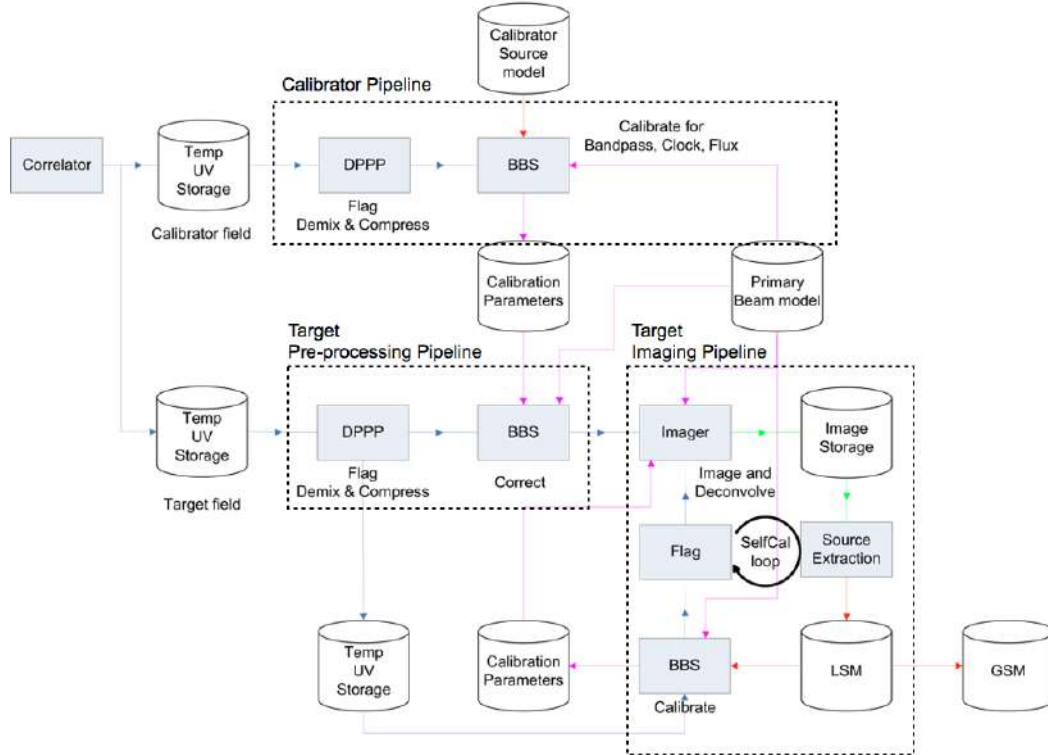 Calibrator
Source
model
Calibrator Pipeline
Calibrate for
Bandpass, Clock, Flux
Correlator
Temp
UV
Storage
DPPP
BBS
Flag
Demix & Compress
Calibrator field
Calibration
Parameters
Primary
Beam model
Target
Pre-processing Pipeline
Target
Imaging Pipeline
Temp
UV
Storage
DPPP
BBS
Imager
Image
Storage
Flag
Demix & Compress
Correct
Image and
Deconvolve
Target field
Flag
SelfCal
loop
Source
Extraction
Temp
UV
Storage
Calibration
Parameters
BBS
LSM
GSM
Calibrate